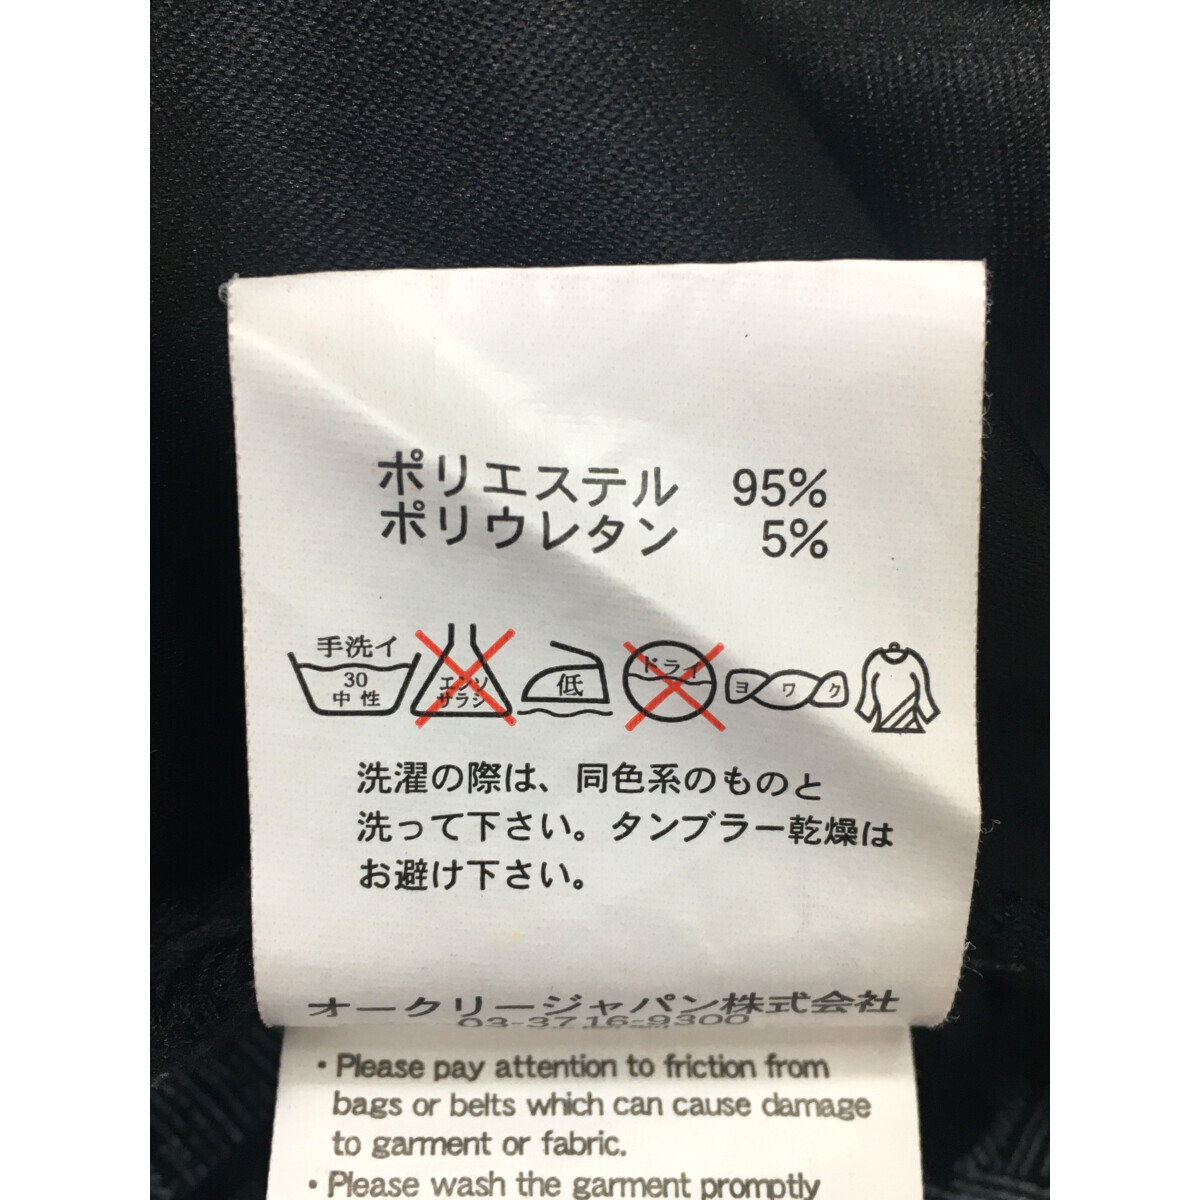 ポリエステル 95%
ポリウレタン 5%
手洗イ
30
中性
エンソ
サラシ
低
ドライ
ヨワク
洗濯の際は、同色系のものと
洗って下さい。タンブラー乾燥は
お避け下さい。
オークリージャパン株式会社
03-3716-9300
・Please pay attention to friction from
bags or belts which can cause damage
to garment or fabric.
・Please wash the garment promptly